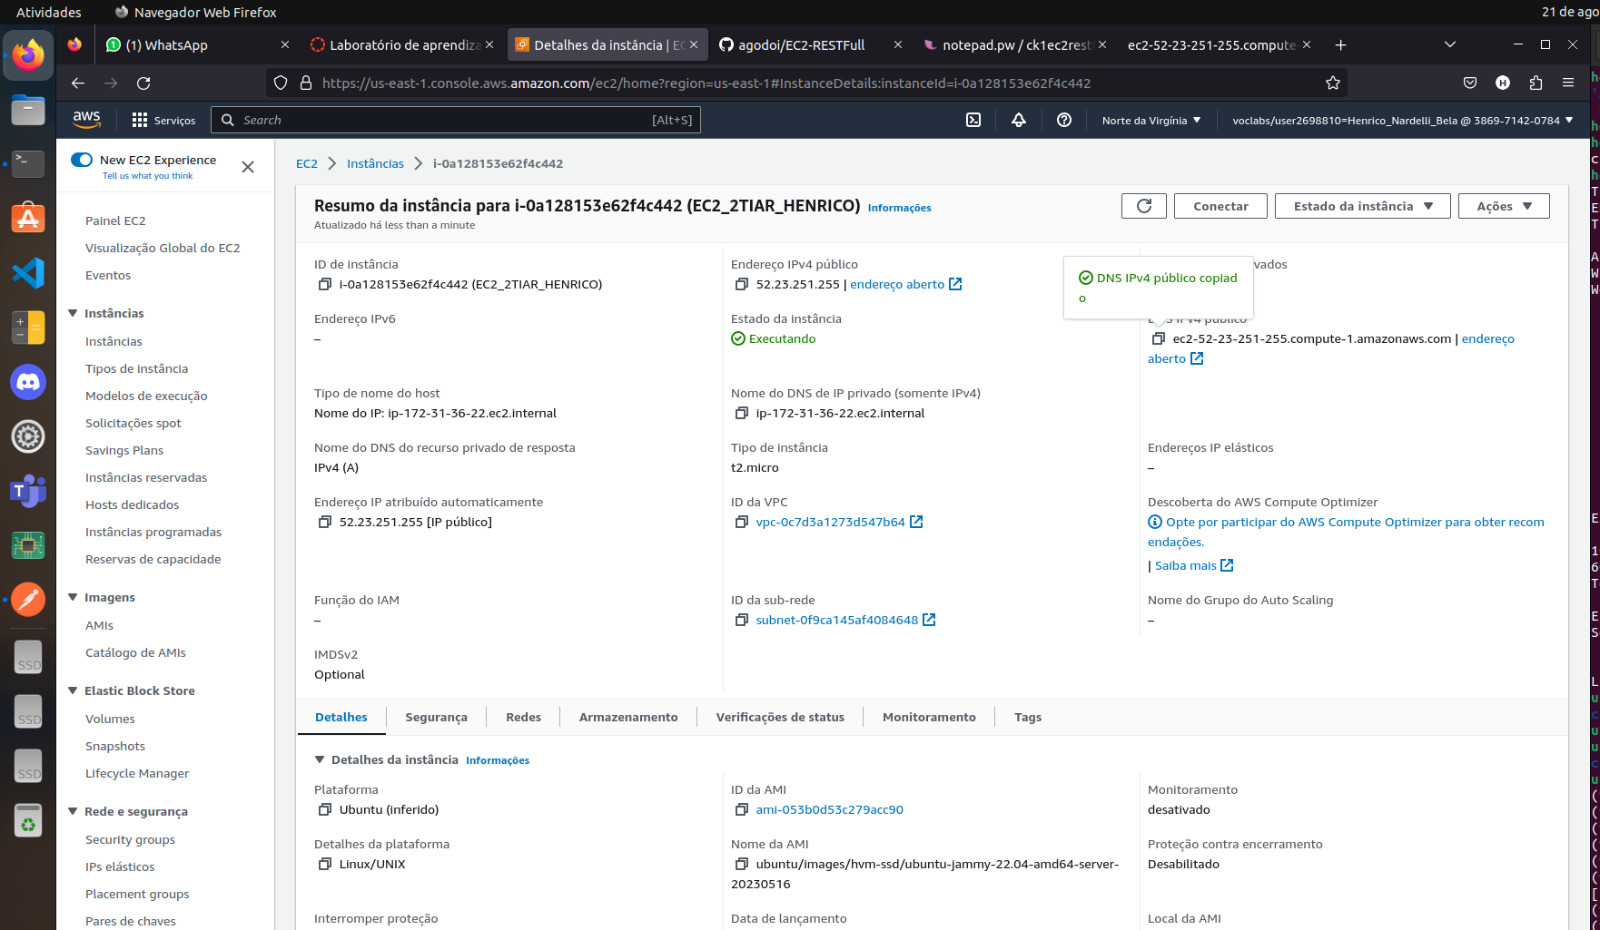 Atividades
Navegador Web Firefox
21 de ago
(1) WhatsApp
Laboratório de aprendiza
Detalhes da instância | EC
agodoi/EC2-RESTFull
notepad.pw / ck1ec2rest
ec2-52-23-251-255.compute-
https://us-east-1.console.aws.amazon.com/ec2/home?region=us-east-1#InstanceDetails:instanceId=i-0a128153e62f4c442
aws
Services
Search
[Alt+S]
Norte da Virgínia
voclabs/user2698810=Henrico_Nardelli_Bela @ 3869-7142-0784
New EC2 Experience
Tell us what you think
Painel EC2
Visualização Global do EC2
Eventos
Instâncias
Instâncias
Tipos de instância
Modelos de execução
Solicitações spot
Savings Plans
Instâncias reservadas
Hosts dedicados
Instâncias programadas
Reservas de capacidade
Imagens
AMIs
Catálogo de AMIs
Elastic Block Store
Volumes
Snapshots
Lifecycle Manager
Rede e segurança
Security groups
IPs elásticos
Placement groups
Pares de chaves
EC2
Instâncias
i-0a128153e62f4c442
Resumo da instância para i-0a128153e62f4c442 (EC2_2TIAR_HENRICO)
Informações
Atualizado há less than a minute
Conectar
Estado da instância
Ações
ID de instância
i-0a128153e62f4c442 (EC2_2TIAR_HENRICO)
Endereço IPv4 público
52.23.251.255 | endereço aberto
vados
DNS IPv4 público copiad
o
Endereço IPv6
–
Estado da instância
Executando
DNS IPv4 público
ec2-52-23-251-255.compute-1.amazonaws.com | endereço
aberto
Tipo de nome do host
Nome do IP: ip-172-31-36-22.ec2.internal
Nome do DNS de IP privado (somente IPv4)
ip-172-31-36-22.ec2.internal
Nome do DNS do recurso privado de resposta
IPv4 (A)
Tipo de instância
t2.micro
Endereços IP elásticos
–
Endereço IP atribuído automaticamente
52.23.251.255 [IP público]
ID da VPC
vpc-0c7d3a1273d547b64
Descoberta do AWS Compute Optimizer
Opte por participar do AWS Compute Optimizer para obter recom
endações.
| Saiba mais
Função do IAM
–
ID da sub-rede
subnet-0f9ca145af4084648
Nome do Grupo do Auto Scaling
–
IMDSv2
Optional
Detalhes
Segurança
Redes
Armazenamento
Verificações de status
Monitoramento
Tags
Detalhes da instância
Informações
Plataforma
Ubuntu (inferido)
ID da AMI
ami-053b0d53c279acc90
Monitoramento
desativado
Detalhes da plataforma
Linux/UNIX
Nome da AMI
ubuntu/images/hvm-ssd/ubuntu-jammy-22.04-amd64-server-
20230516
Proteção contra encerramento
Desabilitado
Interromper proteção
Data de lançamento
Local da AMI
SSD
SSD
SSD